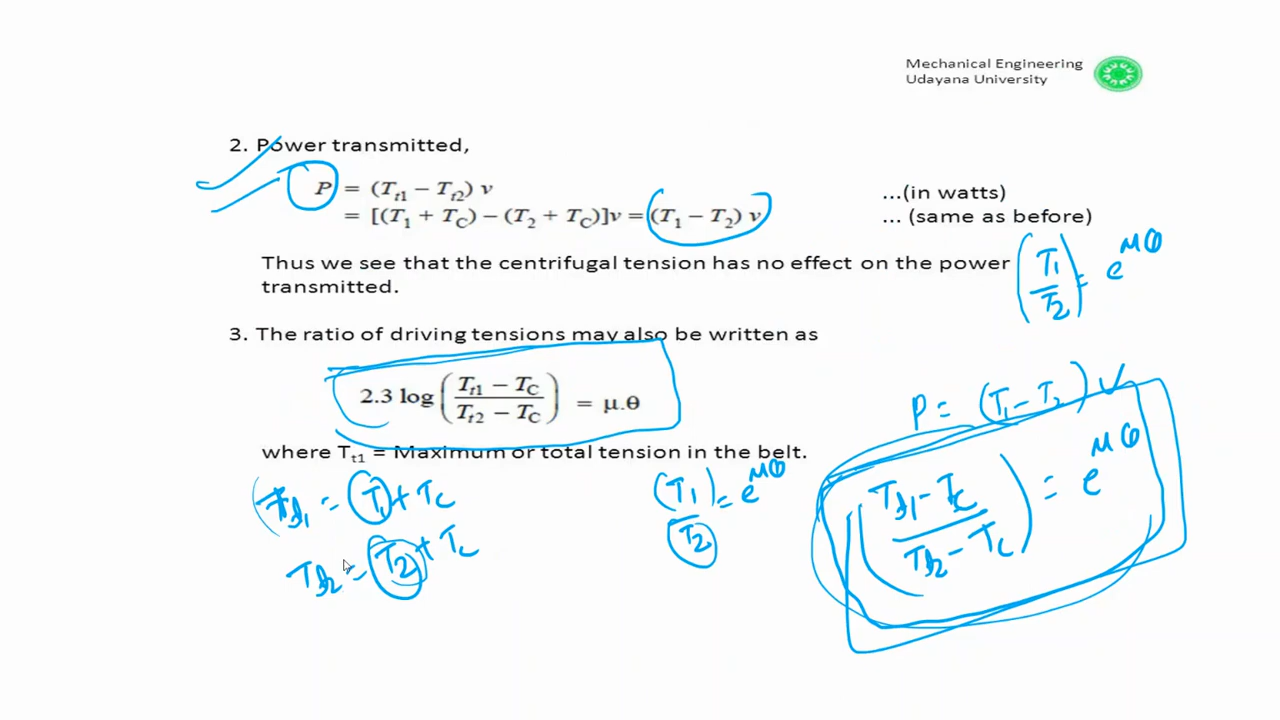 Mechanical Engineering
Udayana University
2. Power transmitted,
P = (Tt1 − Tt2) v ...(in watts)
= [(T1 + TC) − (T2 + TC)]v = (T1 − T2) v ... (same as before)
Thus we see that the centrifugal tension has no effect on the power
transmitted.
(T1/T2) = e^μθ
3. The ratio of driving tensions may also be written as
2.3 log ((Tt1 − TC)/(Tt2 − TC)) = μ.θ
P = (T1 − T2) V
where Tt1 = Maximum or total tension in the belt.
Tt1 = T1 + Tc
(T1/T2) = e^μθ
((Tt1 − Tc)/(Tt2 − Tc)) = e^μθ
Tt2 = T2 + Tc